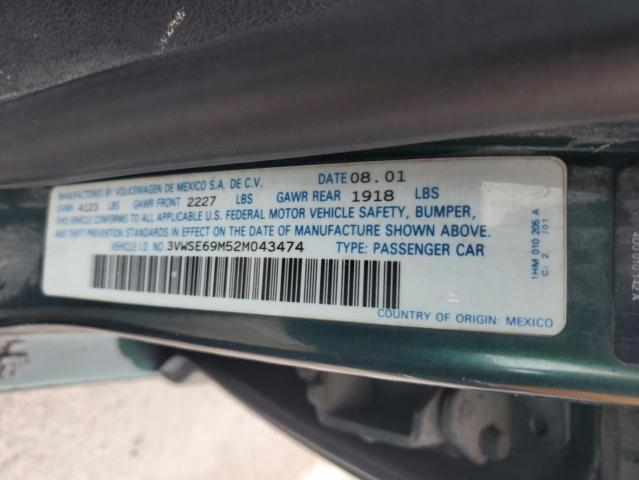 MANUFACTURED BY VOLKSWAGEN DE MEXICO S.A. DE C.V. DATE 08.01
GVWR 4123 LBS GAWR FRONT 2227 LBS GAWR REAR 1918 LBS
THIS VEHICLE CONFORMS TO ALL APPLICABLE U.S. FEDERAL MOTOR VEHICLE SAFETY, BUMPER,
AND THEFT PREVENTION STANDARDS IN EFFECT ON THE DATE OF MANUFACTURE SHOWN ABOVE.
VEHICLE I.D. 3VWSE69M52M043474 TYPE: PASSENGER CAR
COUNTRY OF ORIGIN: MEXICO
1HM 010 205 A